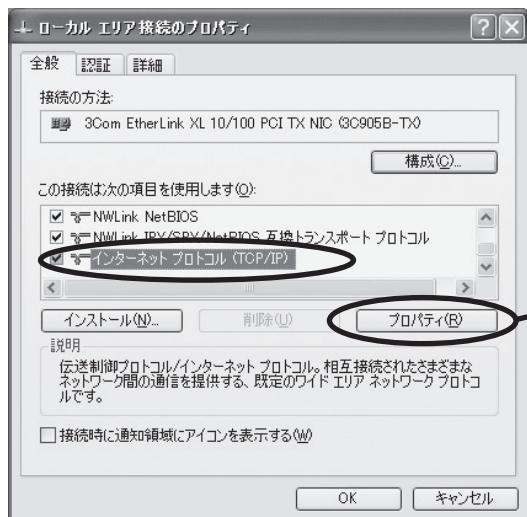 ローカル エリア接続のプロパティ
全般 認証 詳細
接続の方法:
3Com EtherLink XL 10/100 PCI TX NIC (3C905B-TX)
構成(C)...
この接続は次の項目を使用します(O):
NWLink NetBIOS
NWLink IPX/SPX/NetBIOS 互換トランスポート プロトコル
インターネット プロトコル (TCP/IP)
インストール(N)... 削除(U) プロパティ(R)
説明
伝送制御プロトコル/インターネット プロトコル。相互接続されたさまざまな
ネットワーク間の通信を提供する、既定のワイド エリア ネットワーク プロトコ
ルです。
接続時に通知領域にアイコンを表示する(W)
OK キャンセル